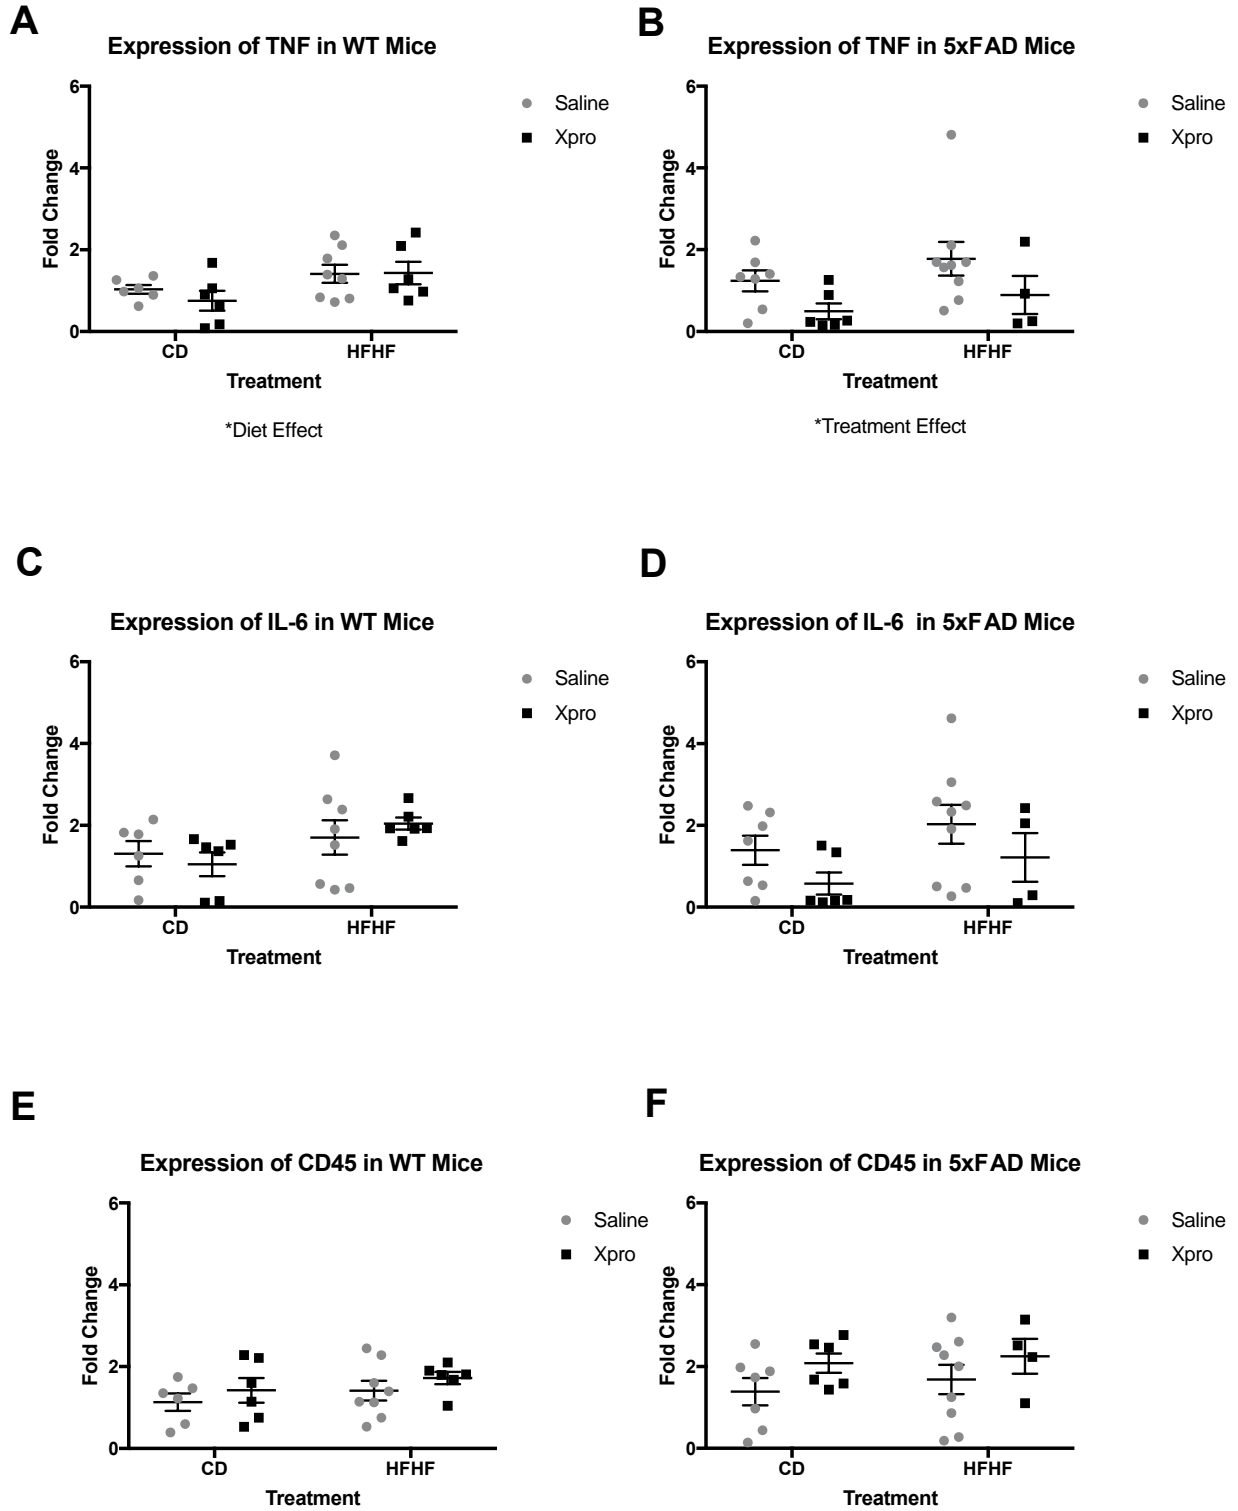 A
Expression of TNF in WT Mice
6
4
2
0
Fold Change
Saline
Xpro
CD HFHF
Treatment
*Diet Effect
B
Expression of TNF in 5xFAD Mice
6
4
2
0
Fold Change
Saline
Xpro
CD HFHF
Treatment
*Treatment Effect
C
Expression of IL-6 in WT Mice
6
4
2
0
Fold Change
Saline
Xpro
CD HFHF
Treatment
D
Expression of IL-6 in 5xFAD Mice
6
4
2
0
Fold Change
Saline
Xpro
CD HFHF
Treatment
E
Expression of CD45 in WT Mice
6
4
2
0
Fold Change
Saline
Xpro
CD HFHF
Treatment
F
Expression of CD45 in 5xFAD Mice
6
4
2
0
Fold Change
Saline
Xpro
CD HFHF
Treatment